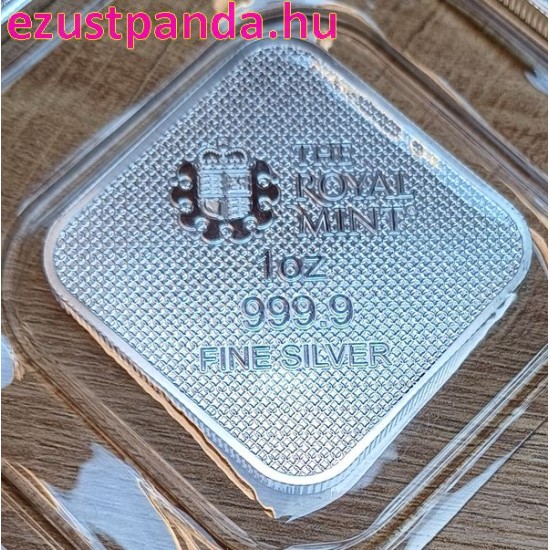 ezustpanda.hu
THE
ROYAL
MINT
1oz
999.9
FINE SILVER